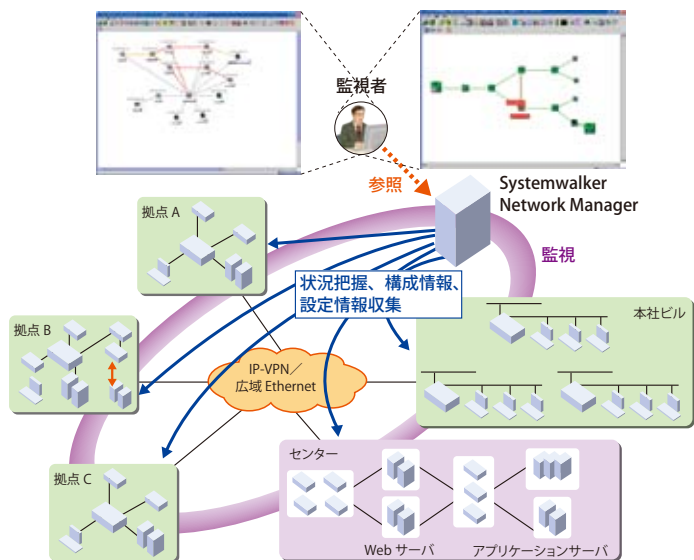 監視者
参照
Systemwalker
Network Manager
監視
拠点 A
状況把握、構成情報、
設定情報収集
本社ビル
拠点 B
IP-VPN／
広域 Ethernet
センター
拠点 C
Web サーバ
アプリケーションサーバ